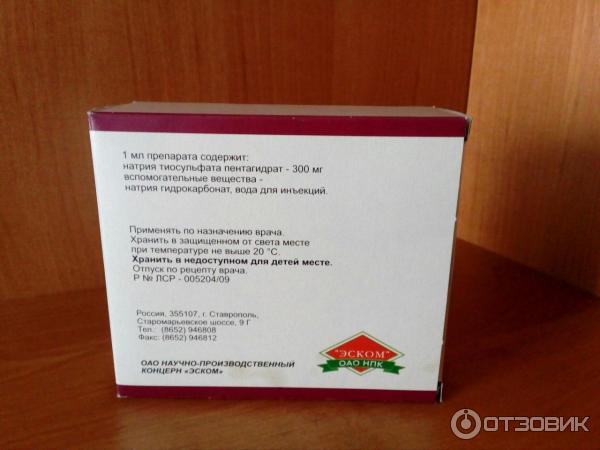 1 мл препарата содержит:
натрия тиосульфата пентагидрат - 300 мг
вспомогательные вещества -
натрия гидрокарбонат, вода для инъекций.
Применять по назначению врача.
Хранить в защищенном от света месте
при температуре не выше 20 °С.
Хранить в недоступном для детей месте.
Отпуск по рецепту врача.
Р № ЛСР - 005204/09
Россия, 355107, г. Ставрополь,
Старомарьевское шоссе, 9 Г
Тел.: (8652) 946808
Факс: (8652) 946812
ОАО НАУЧНО-ПРОИЗВОДСТВЕННЫЙ
КОНЦЕРН «ЭСКОМ»
"ЭСКОМ"
ОАО НПК
ОТЗОВИК